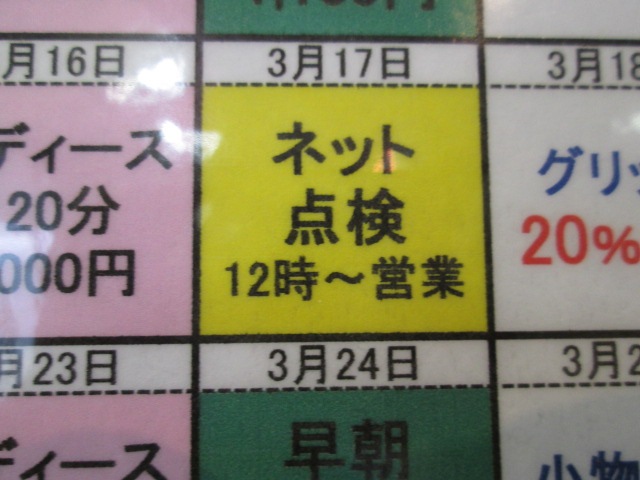 月16日
ディース
20分
000円
3月17日
ネット
点検
12時～営業
3月18
グリッ
20%
月23日
ディース
3月24日
早朝
3月2
小物